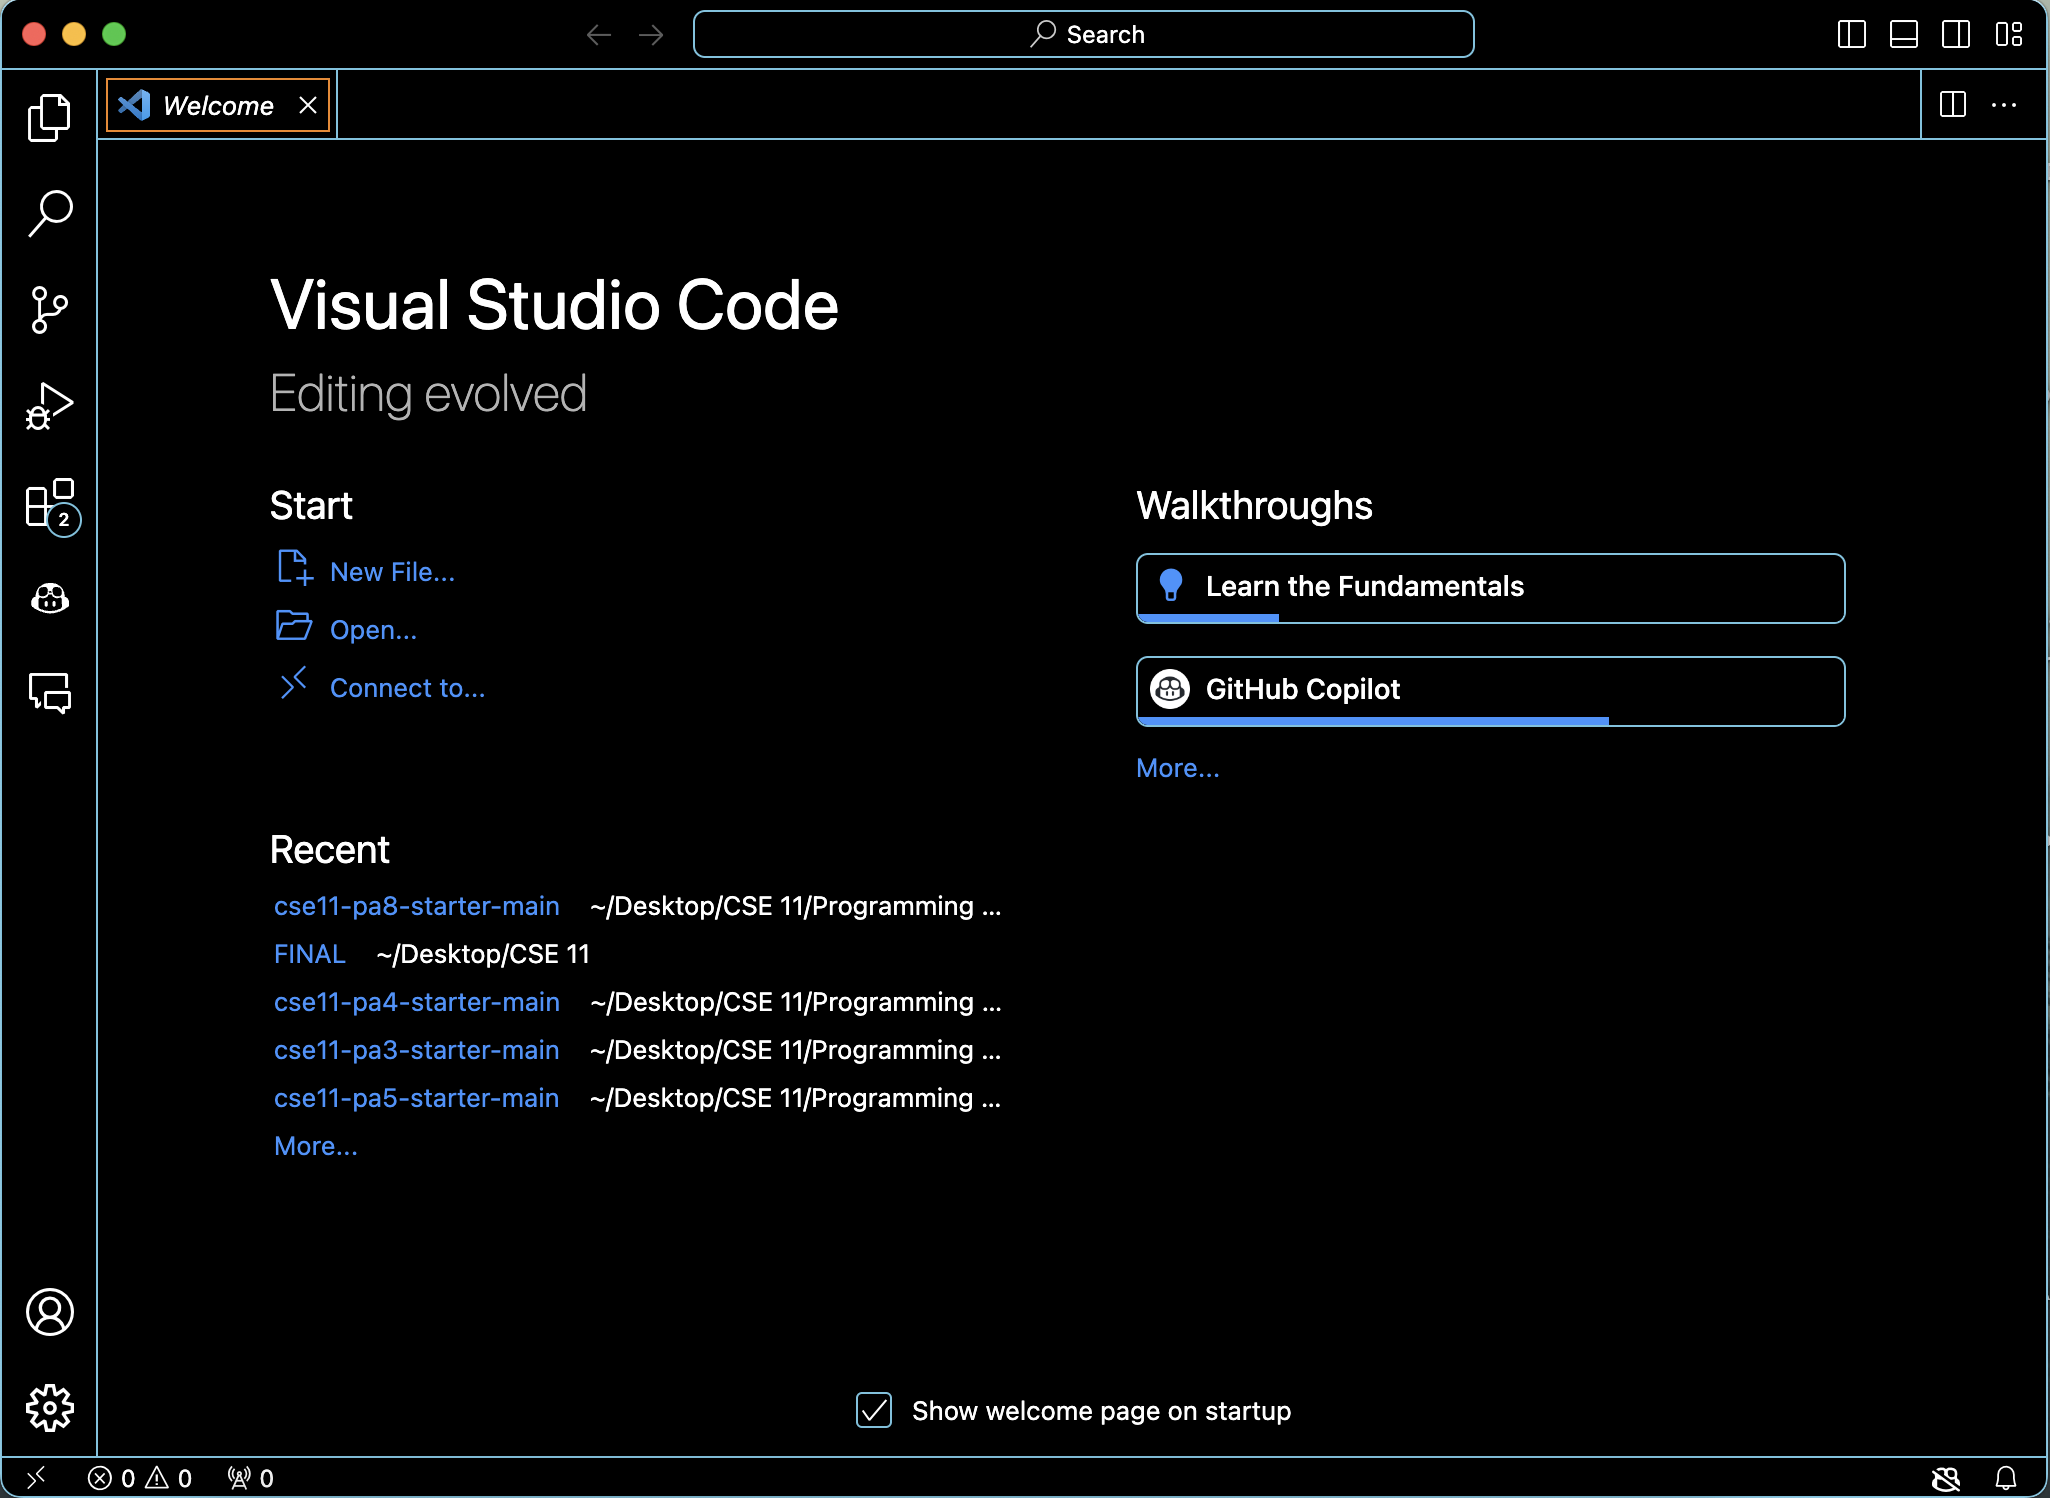 Search
Welcome
Visual Studio Code
Editing evolved
Start
New File...
Open...
Connect to...
Walkthroughs
Learn the Fundamentals
GitHub Copilot
More...
Recent
cse11-pa8-starter-main ~/Desktop/CSE 11/Programming ...
FINAL ~/Desktop/CSE 11
cse11-pa4-starter-main ~/Desktop/CSE 11/Programming ...
cse11-pa3-starter-main ~/Desktop/CSE 11/Programming ...
cse11-pa5-starter-main ~/Desktop/CSE 11/Programming ...
More...
2
Show welcome page on startup
0 0 0